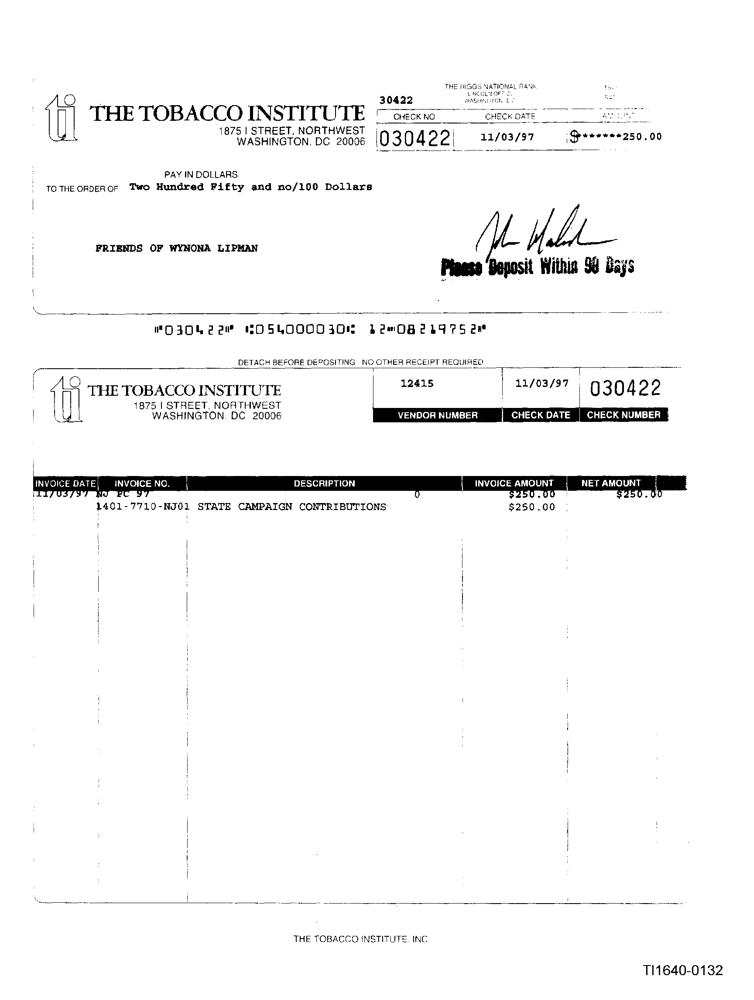 THE RIGGS NATIONAL BANK
30422
WASHINGTON, D.C.
THE TOBACCO INSTITUTE
1875 I STREET, NORTHWEST
WASHINGTON, DC 20006
CHECK NO CHECK DATE AMOUNT
030422 11/03/97 $******250.00
PAY IN DOLLARS
TO THE ORDER OF Two Hundred Fifty and no/100 Dollars
FRIENDS OF WYNONA LIPMAN
Please Deposit Within 90 Days
⑈030422⑈ ⑆054000030⑆ 12⑈08219752⑈
DETACH BEFORE DEPOSITING NO OTHER RECEIPT REQUIRED
THE TOBACCO INSTITUTE
1875 I STREET, NORTHWEST
WASHINGTON DC 20006
12415 11/03/97 030422
VENDOR NUMBER CHECK DATE CHECK NUMBER
INVOICE DATE INVOICE NO. DESCRIPTION INVOICE AMOUNT NET AMOUNT
11/03/97 NJ PC 97 0 $250.00 $250.00
1401-7710-NJ01 STATE CAMPAIGN CONTRIBUTIONS $250.00
THE TOBACCO INSTITUTE, INC
TI1640-0132